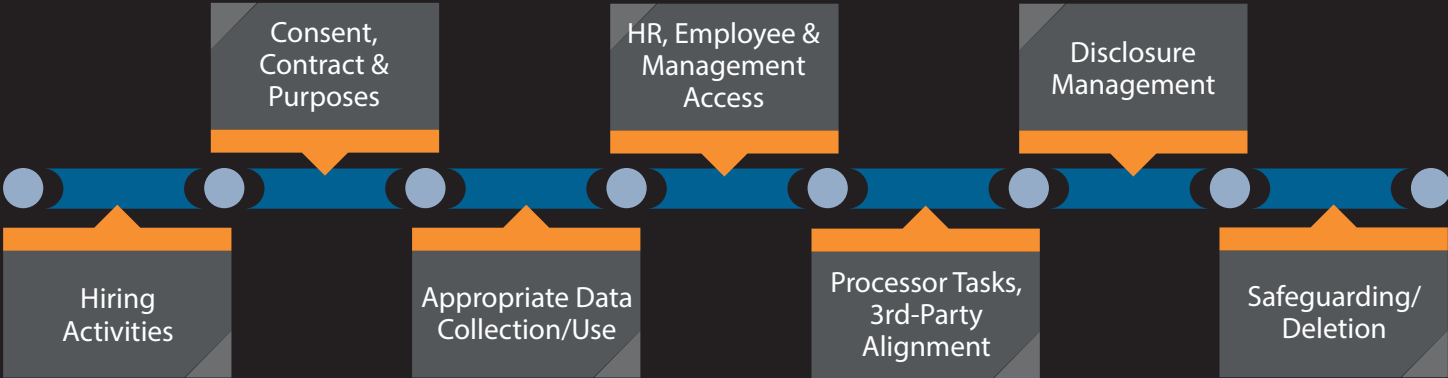 Hiring
Activities
Consent,
Contract &
Purposes
Appropriate Data
Collection/Use
HR, Employee &
Management
Access
Processor Tasks,
3rd-Party
Alignment
Disclosure
Management
Safeguarding/
Deletion